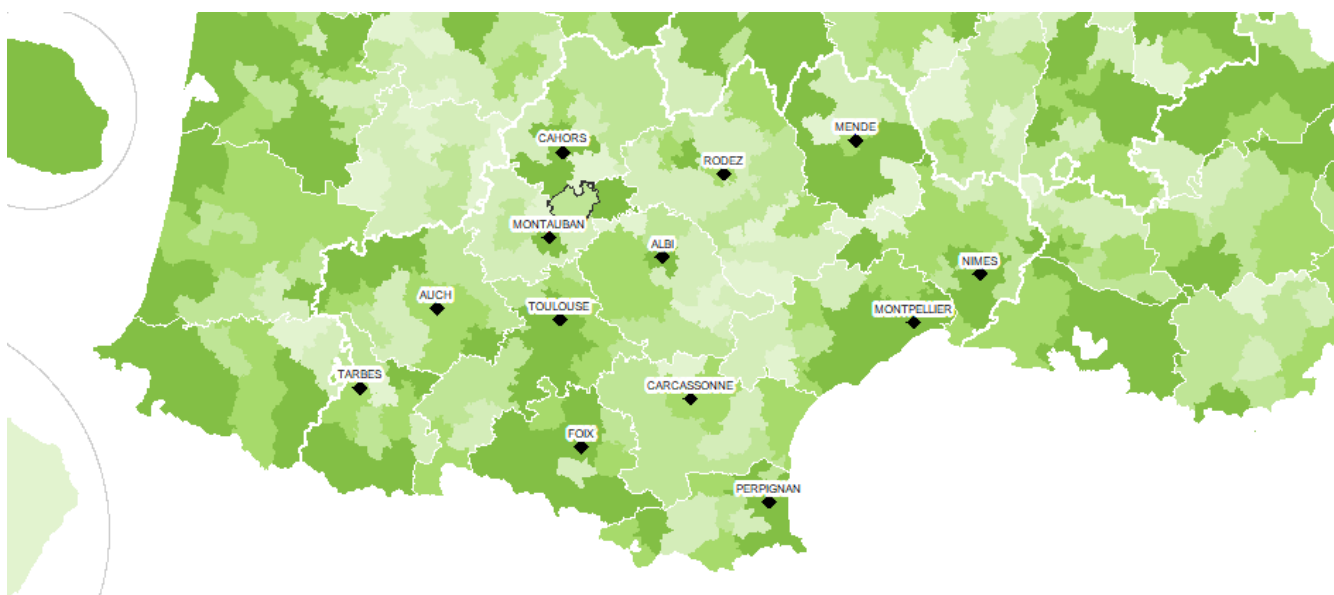 MENDE
CAHORS
RODEZ
MONTAUBAN
ALBI
NIMES
AUCH
TOULOUSE
MONTPELLIER
TARBES
CARCASSONNE
FOIX
PERPIGNAN